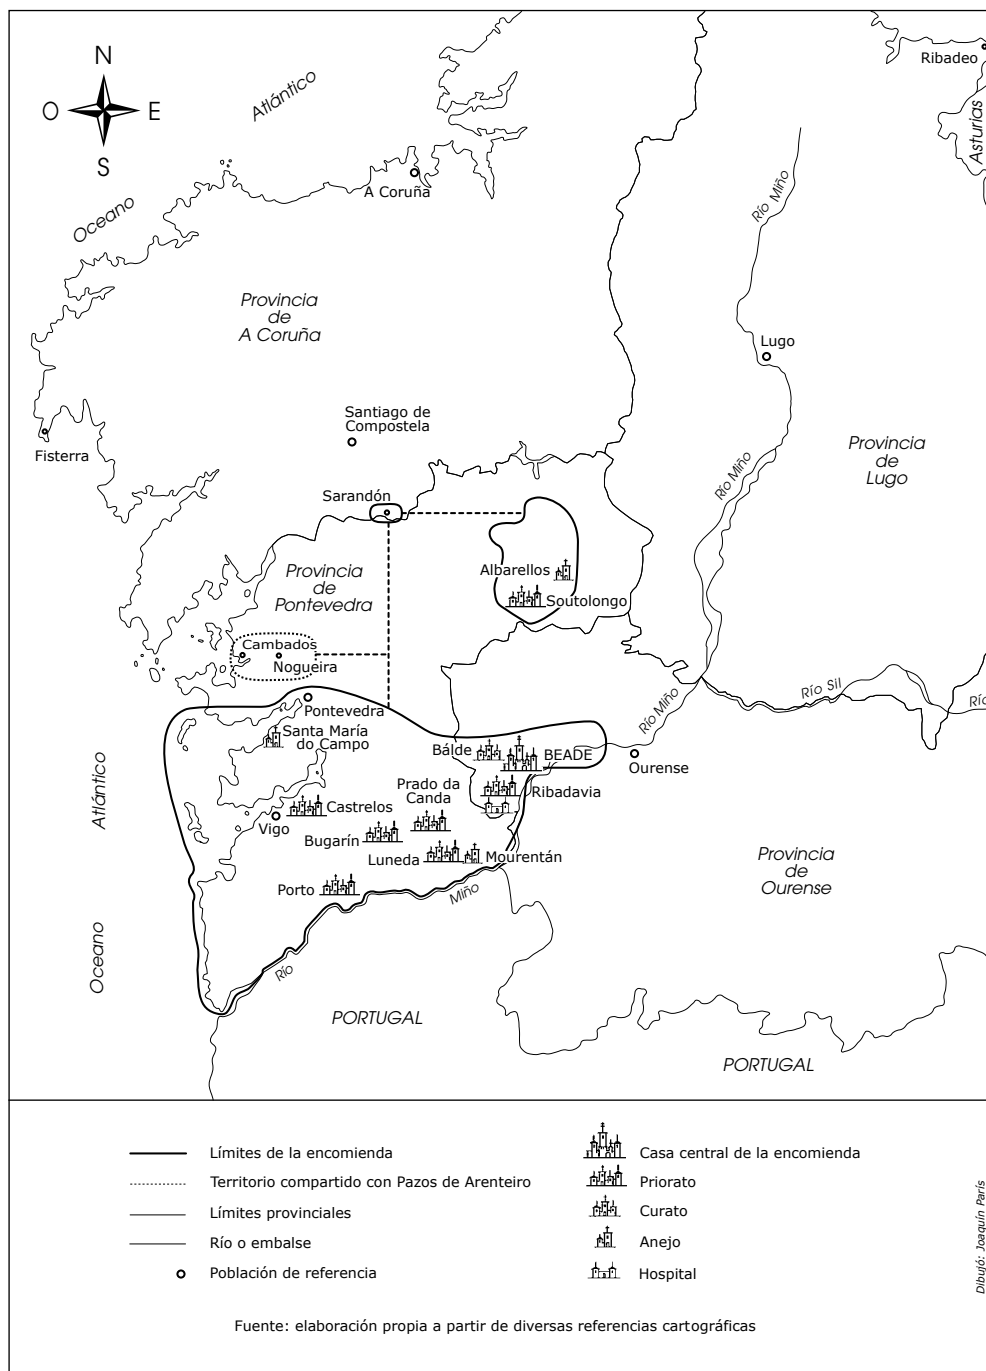 N
O
E
S
Oceano
Atlántico
A Coruña
Ribadeo
Asturias
Río Miño
Provincia
de
A Coruña
Lugo
Santiago de
Compostela
Fisterra
Provincia
de
Lugo
Río Miño
Sarandón
Albarellos
Soutolongo
Provincia
de
Pontevedra
Cambados
Nogueira
Río Sil
Río Miño
Pontevedra
Santa María
do Campo
Bálde
BEADE
Ourense
Ribadavia
Prado da
Canda
Castrelos
Vigo
Bugarín
Luneda
Mourentán
Porto
Provincia
de
Ourense
Oceano
Atlántico
Río
Miño
PORTUGAL
PORTUGAL
Límites de la encomienda
Territorio compartido con Pazos de Arenteiro
Límites provinciales
Río o embalse
Población de referencia
Casa central de la encomienda
Priorato
Curato
Anejo
Hospital
Dibujó: Joaquín París
Fuente: elaboración propia a partir de diversas referencias cartográficas